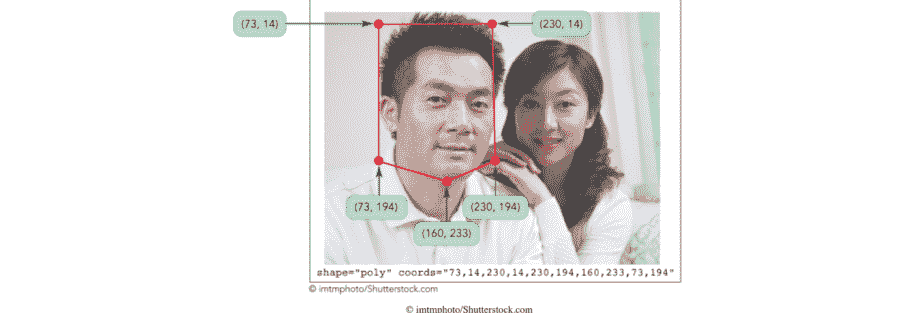 (73, 14)
(230, 14)
(73, 194)
(230, 194)
(160, 233)
shape="poly" coords="73,14,230,14,230,194,160,233,73,194"
© imtmphoto/Shutterstock.com
© imtmphoto/Shutterstock.com